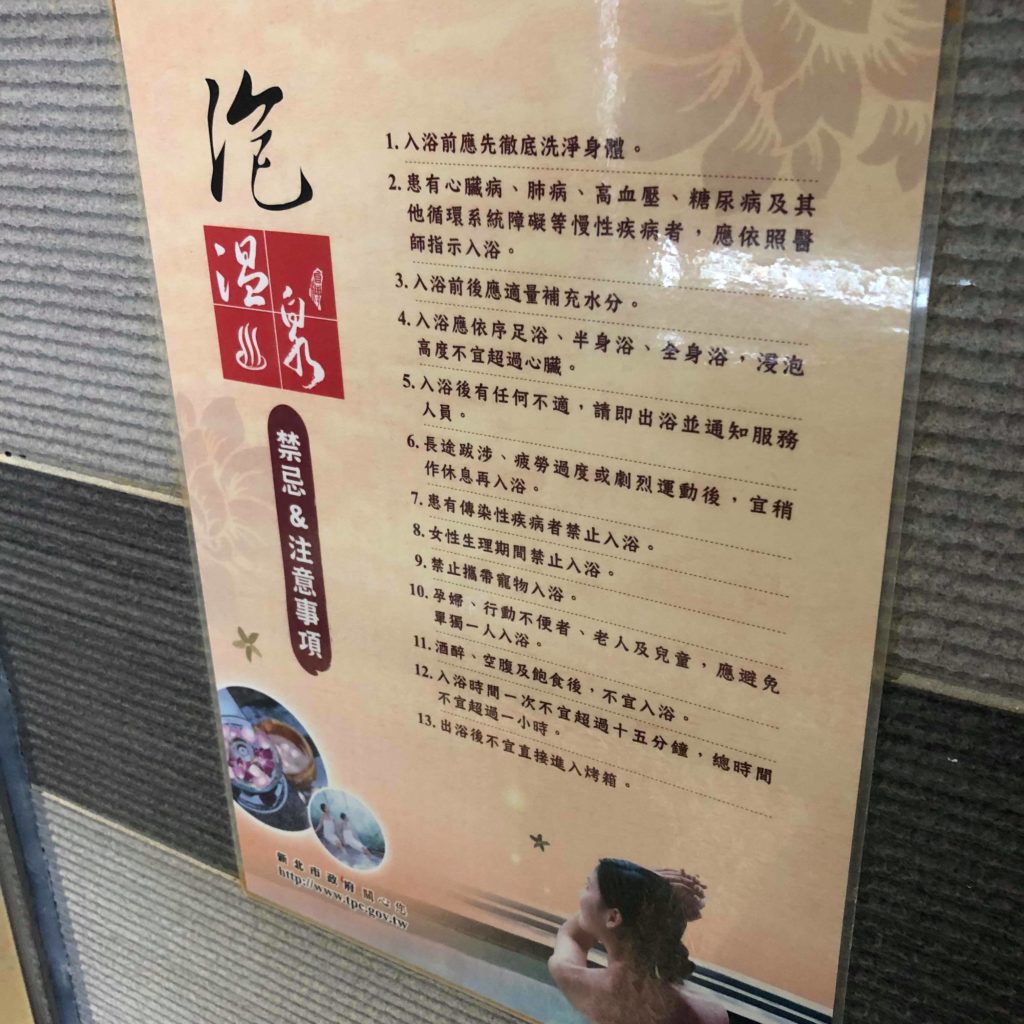 泡
溫泉
禁忌&注意事項
1. 入浴前應先徹底洗淨身體。
2. 患有心臟病、肺病、高血壓、糖尿病及其
他循環系統障礙等慢性疾病者，應依照醫
師指示入浴。
3. 入浴前後應適量補充水分。
4. 入浴應依序足浴、半身浴、全身浴，浸泡
高度不宜超過心臟。
5. 入浴後有任何不適，請即出浴並通知服務
人員。
6. 長途跋涉、疲勞過度或劇烈運動後，宜稍
作休息再入浴。
7. 患有傳染性疾病者禁止入浴。
8. 女性生理期間禁止入浴。
9. 禁止攜帶寵物入浴。
10. 孕婦、行動不便者、老人及兒童，應避免
單獨一人入浴。
11. 酒醉、空腹及飽食後，不宜入浴。
12. 入浴時間一次不宜超過十五分鐘，總時間
不宜超過一小時。
13. 出浴後不宜直接進入烤箱。
新北市政府 關心您
http://www.tpc.gov.tw